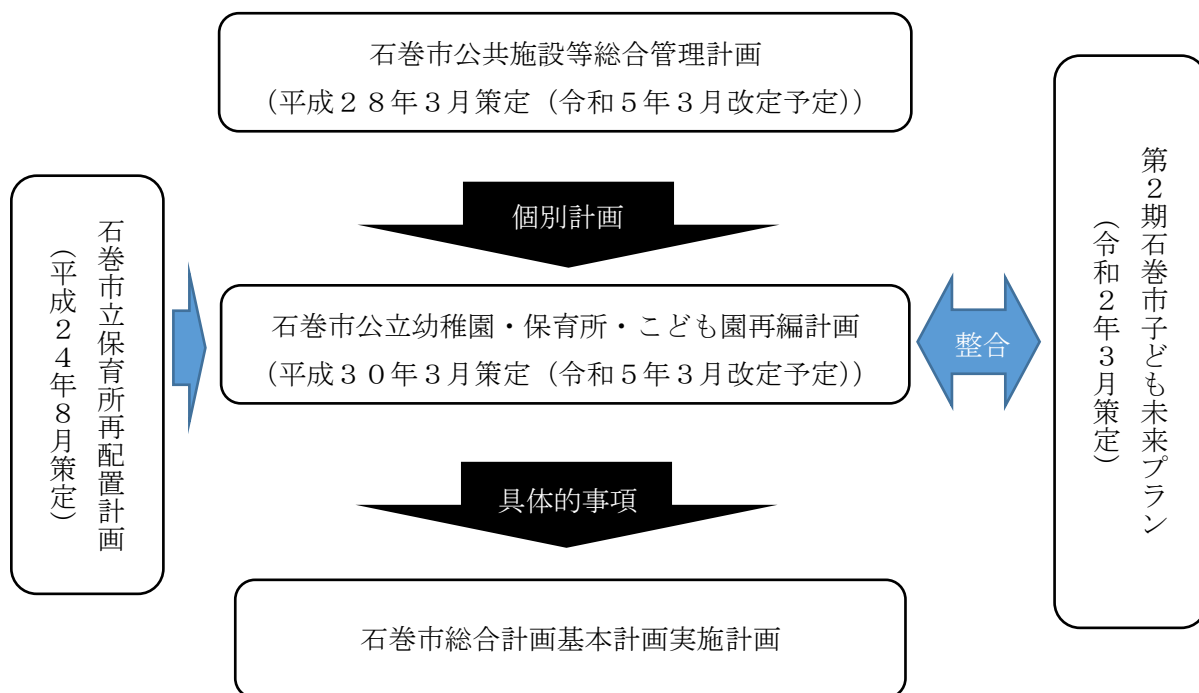 石巻市公共施設等総合管理計画
（平成２８年３月策定（令和５年３月改定予定））
個別計画
石巻市立保育所再配置計画
（平成２４年８月策定）
石巻市公立幼稚園・保育所・こども園再編計画
（平成３０年３月策定（令和５年３月改定予定））
整合
第２期石巻市子ども未来プラン
（令和２年３月策定）
具体的事項
石巻市総合計画基本計画実施計画